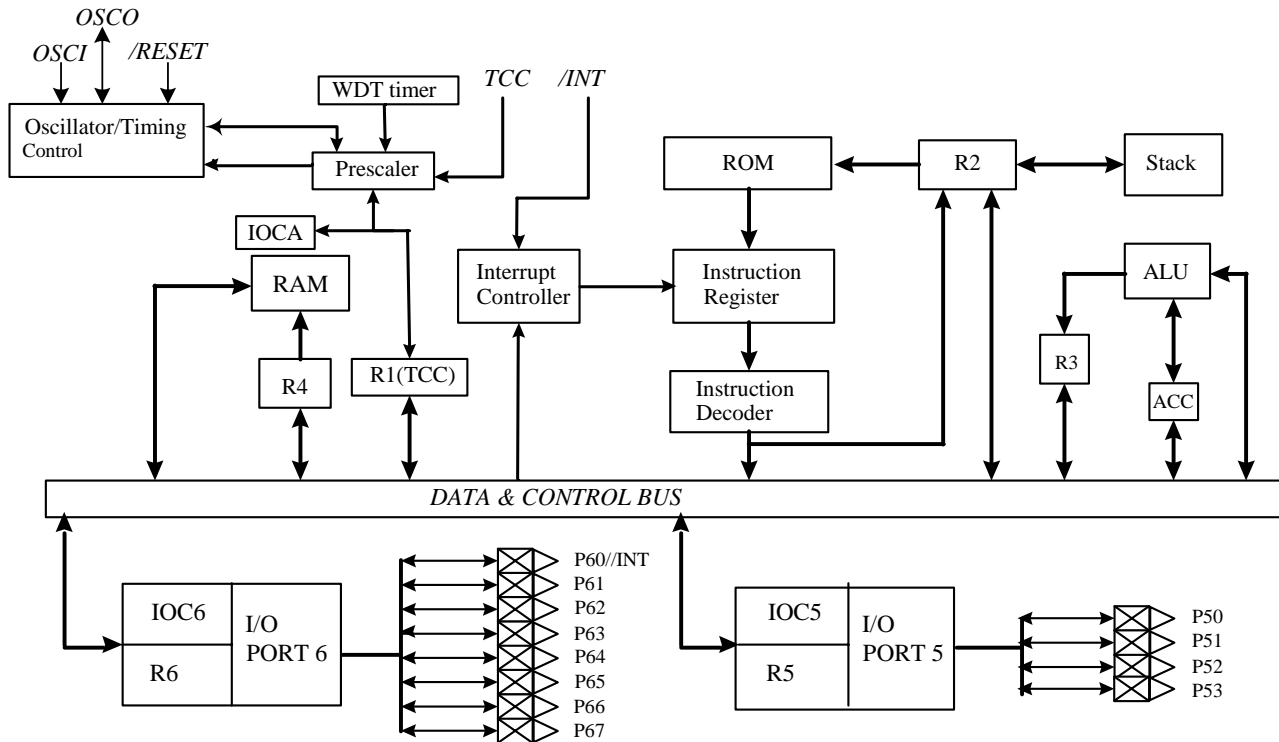 OSCO
OSCI
/RESET
WDT timer
TCC
/INT
Oscillator/Timing
Control
Prescaler
ROM
R2
Stack
IOCA
RAM
Interrupt
Controller
Instruction
Register
ALU
R4
R1(TCC)
Instruction
Decoder
R3
ACC
DATA & CONTROL BUS
IOC6
R6
I/O
PORT 6
P60//INT
P61
P62
P63
P64
P65
P66
P67
IOC5
R5
I/O
PORT 5
P50
P51
P52
P53